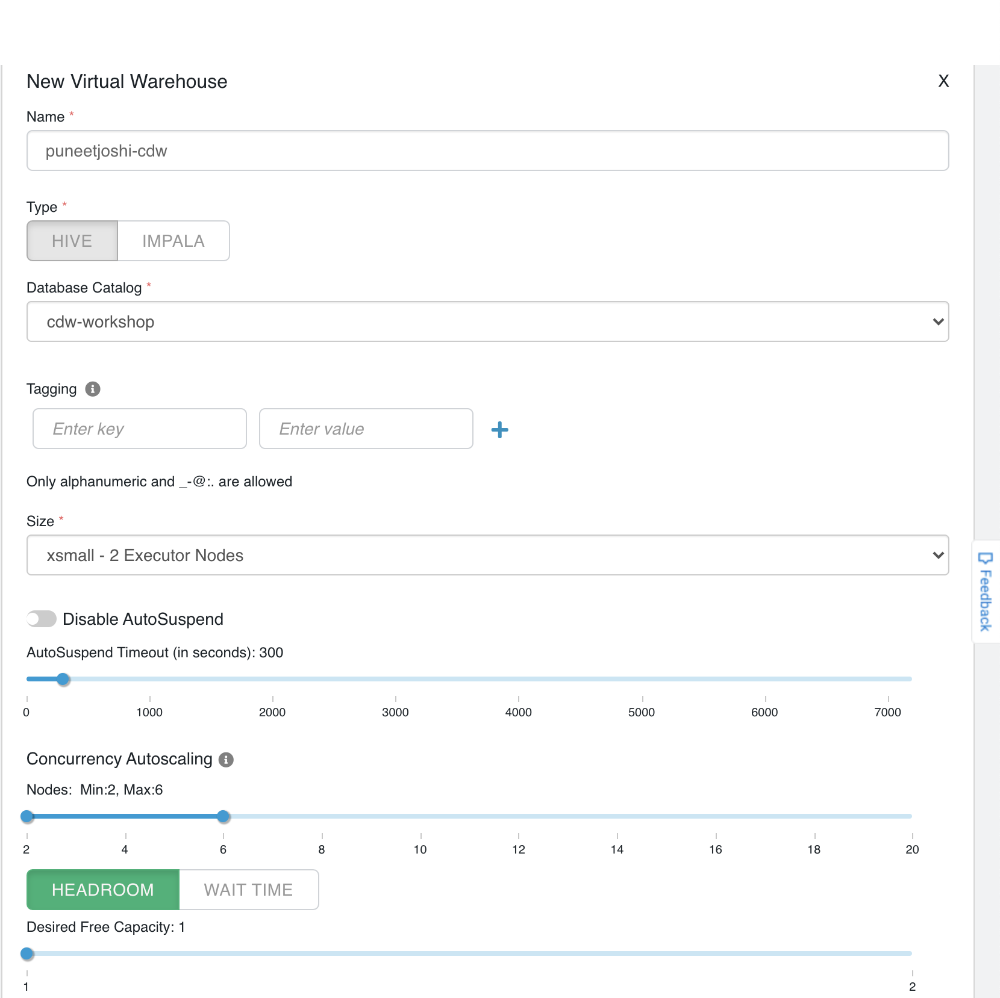 New Virtual Warehouse X
Name *
puneetjoshi-cdw
Type *
HIVE IMPALA
Database Catalog *
cdw-workshop
Tagging
Enter key Enter value +
Only alphanumeric and _-@:. are allowed
Size *
xsmall - 2 Executor Nodes
Feedback
Disable AutoSuspend
AutoSuspend Timeout (in seconds): 300
0 1000 2000 3000 4000 5000 6000 7000
Concurrency Autoscaling
Nodes: Min:2, Max:6
2 4 6 8 10 12 14 16 18 20
HEADROOM WAIT TIME
Desired Free Capacity: 1
1 2